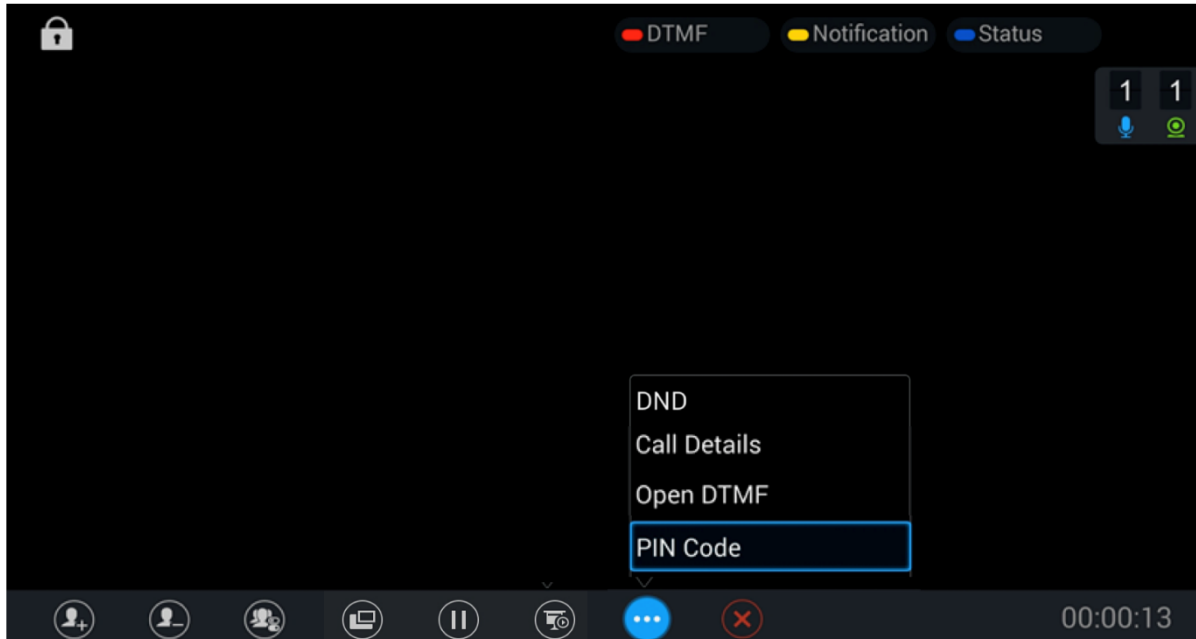 DTMF Notification Status
1 1
DND
Call Details
Open DTMF
PIN Code
00:00:13